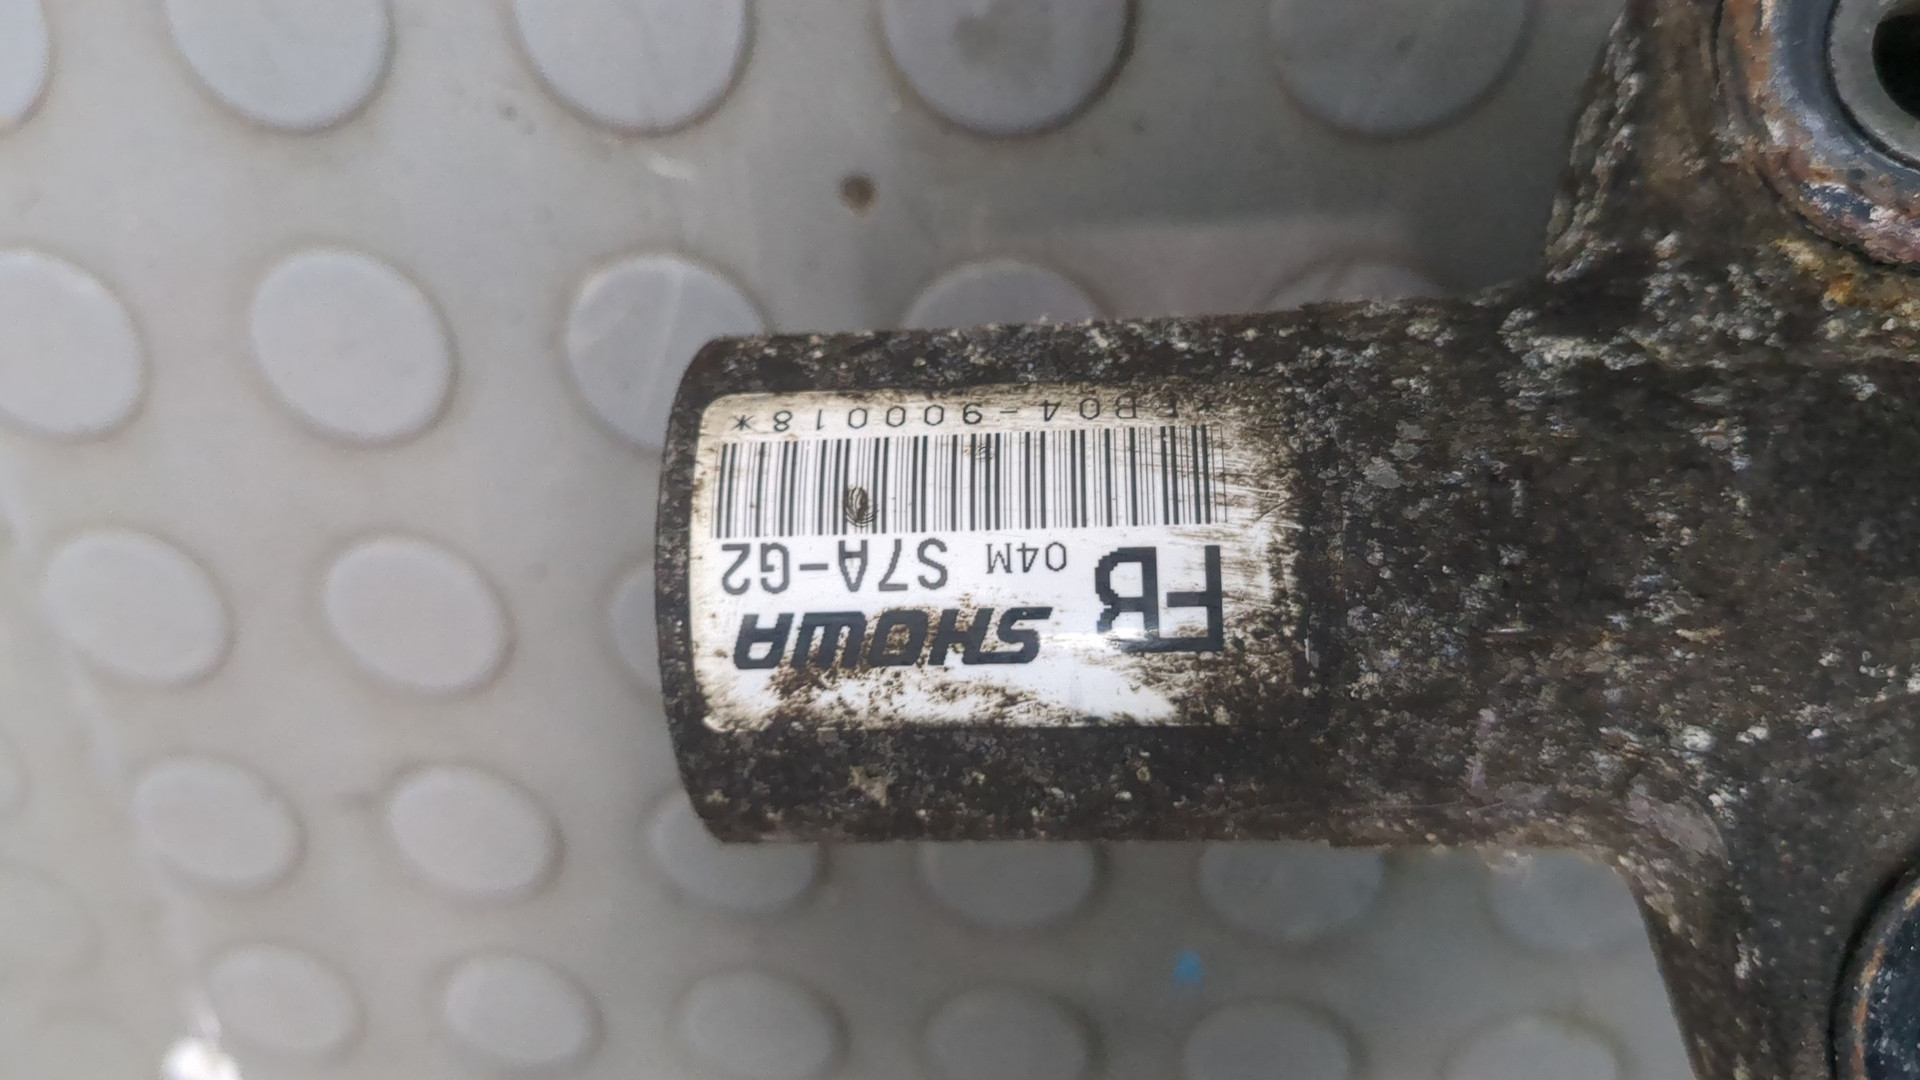 FB SHOWA
04M S7A-G2
*FB04-900018*